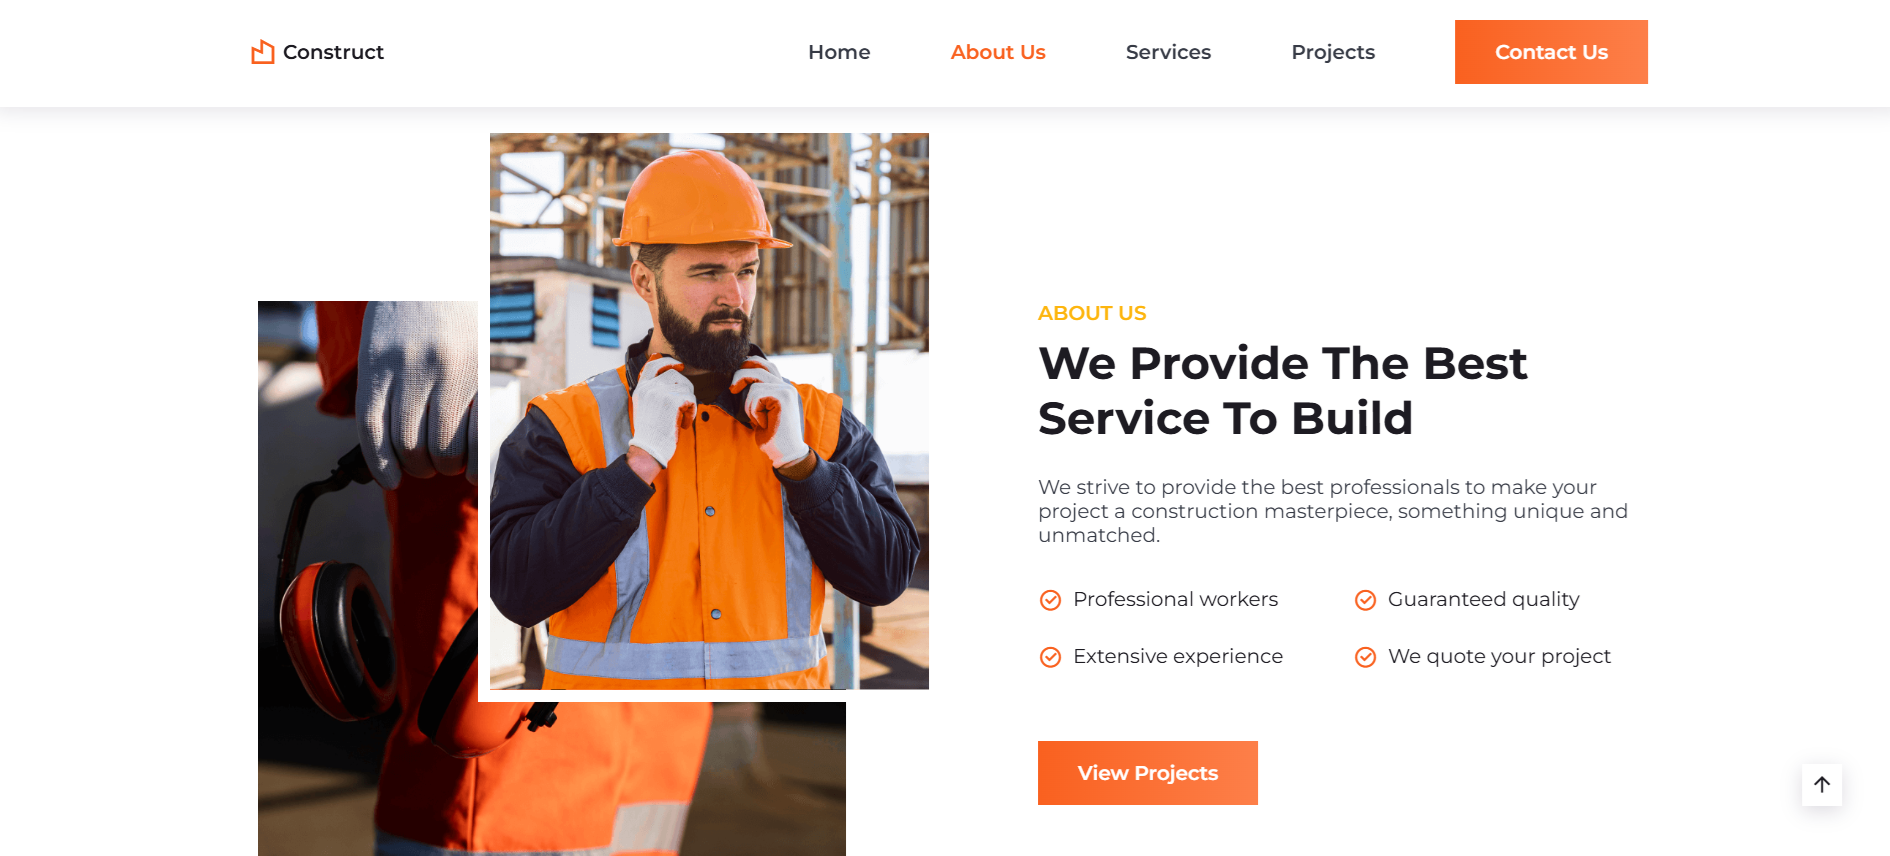 Construct
Home
About Us
Services
Projects
Contact Us
ABOUT US
We Provide The Best
Service To Build
We strive to provide the best professionals to make your
project a construction masterpiece, something unique and
unmatched.
Professional workers
Guaranteed quality
Extensive experience
We quote your project
View Projects